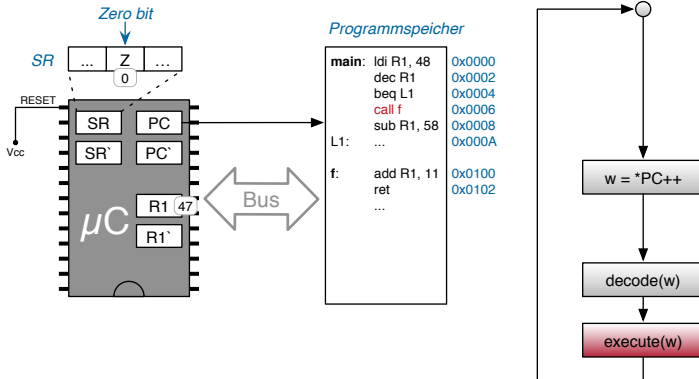 Zero bit
SR ... Z ...
0
RESET
Vcc
SR PC
SR` PC`
R1 47
µC
R1`
Bus
Programmspeicher
main: ldi R1, 48 0x0000
dec R1 0x0002
beq L1 0x0004
call f 0x0006
sub R1, 58 0x0008
L1: ... 0x000A
f: add R1, 11 0x0100
ret 0x0102
...
w = *PC++
decode(w)
execute(w)